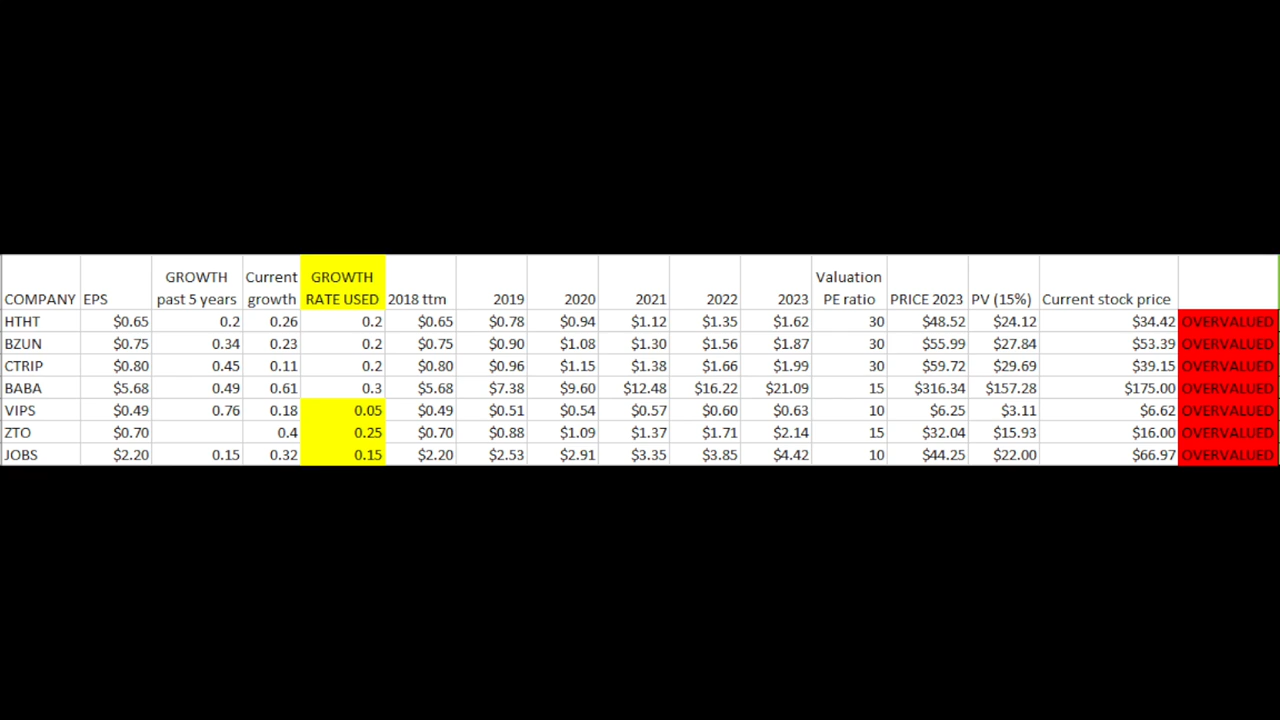 GROWTH Current GROWTH Valuation
COMPANY EPS past 5 years growth RATE USED 2018 ttm 2019 2020 2021 2022 2023 PE ratio PRICE 2023 PV (15%) Current stock price
HTHT $0.65 0.2 0.26 0.2 $0.65 $0.78 $0.94 $1.12 $1.35 $1.62 30 $48.52 $24.12 $34.42 OVERVALUED
BZUN $0.75 0.34 0.23 0.2 $0.75 $0.90 $1.08 $1.30 $1.56 $1.87 30 $55.99 $27.84 $53.39 OVERVALUED
CTRIP $0.80 0.45 0.11 0.2 $0.80 $0.96 $1.15 $1.38 $1.66 $1.99 30 $59.72 $29.69 $39.15 OVERVALUED
BABA $5.68 0.49 0.61 0.3 $5.68 $7.38 $9.60 $12.48 $16.22 $21.09 15 $316.34 $157.28 $175.00 OVERVALUED
VIPS $0.49 0.76 0.18 0.05 $0.49 $0.51 $0.54 $0.57 $0.60 $0.63 10 $6.25 $3.11 $6.62 OVERVALUED
ZTO $0.70 0.4 0.25 $0.70 $0.88 $1.09 $1.37 $1.71 $2.14 15 $32.04 $15.93 $16.00 OVERVALUED
JOBS $2.20 0.15 0.32 0.15 $2.20 $2.53 $2.91 $3.35 $3.85 $4.42 10 $44.25 $22.00 $66.97 OVERVALUED